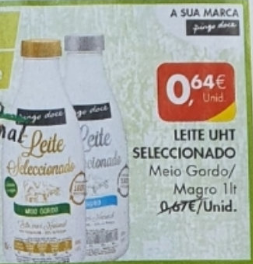 A SUA MARCA
pingo doce
0,64€
Unid.
LEITE UHT
SELECCIONADO
Meio Gordo/
Magro 1lt
0,67€/Unid.
pingo doce
Leite
Seleccionado
MEIO GORDO
pingo doce
Leite